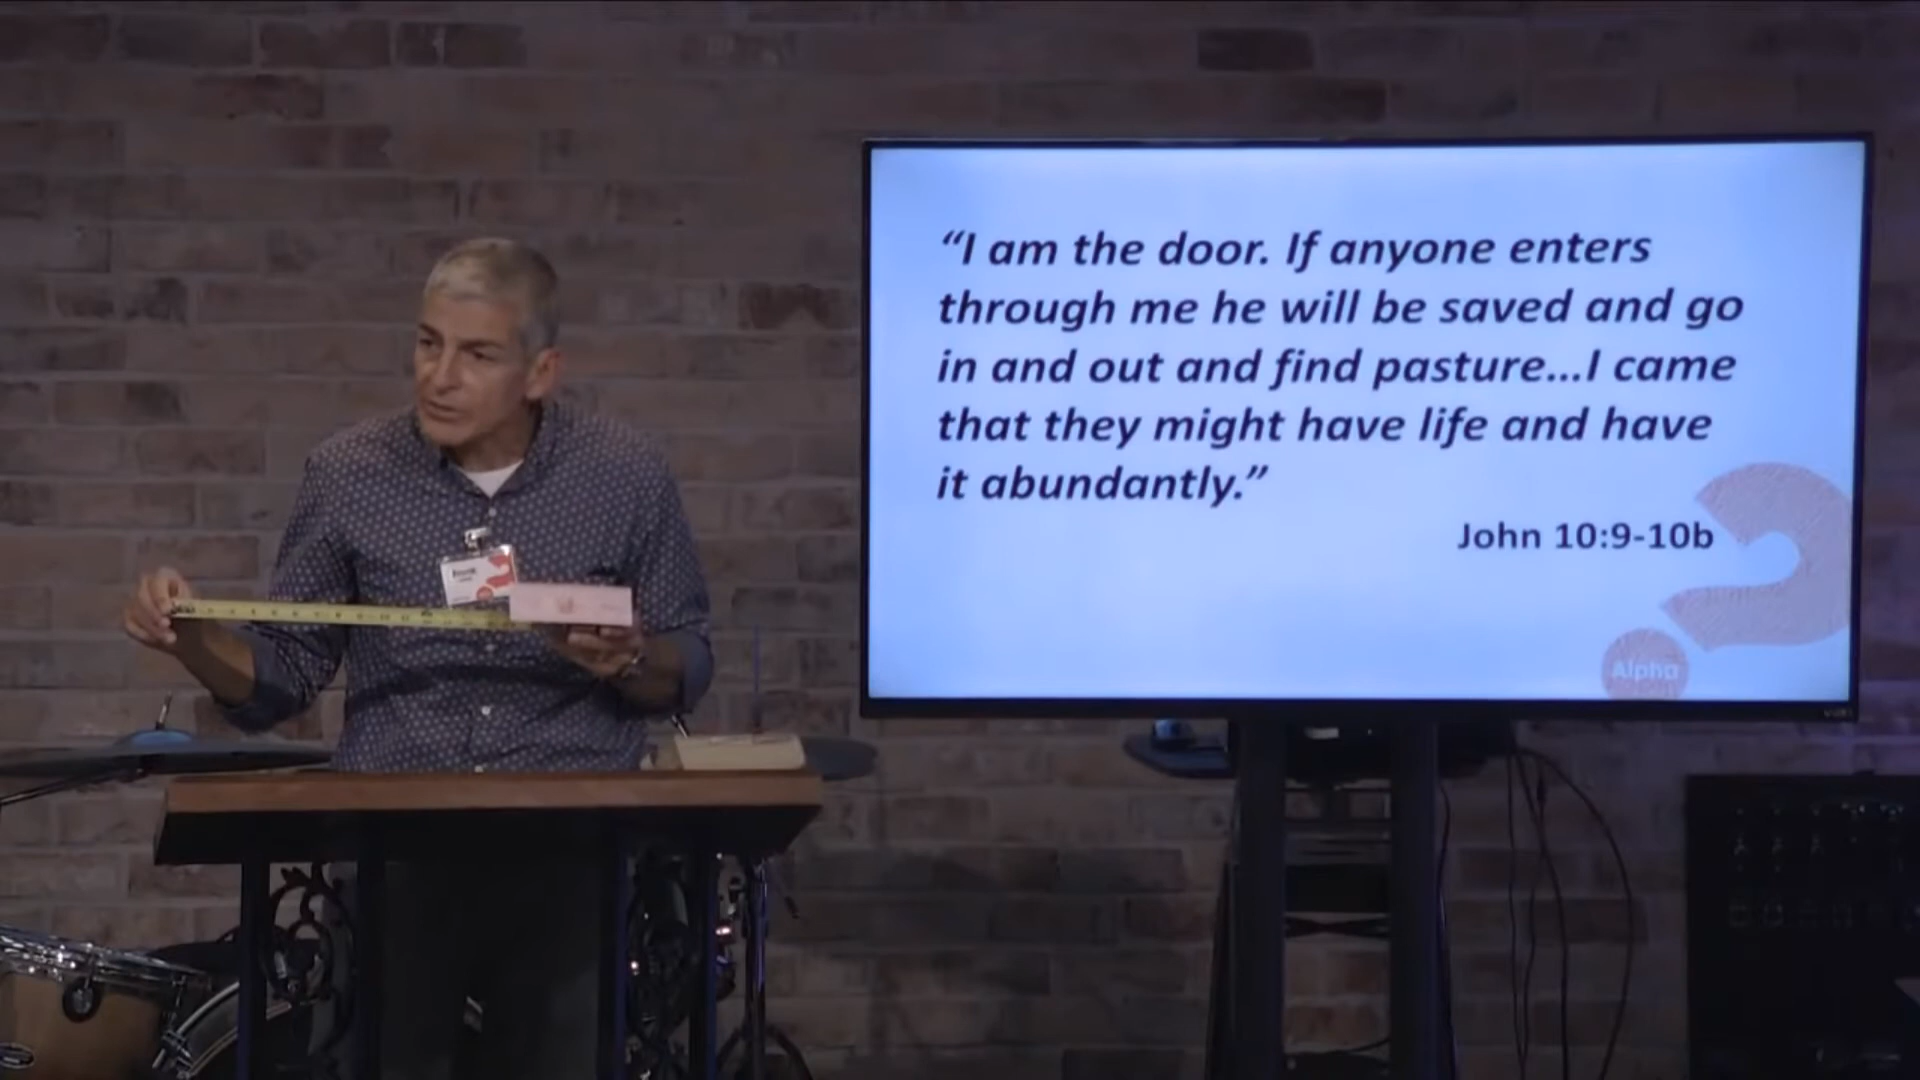 “I am the door. If anyone enters
through me he will be saved and go
in and out and find pasture...I came
that they might have life and have
it abundantly.”
John 10:9-10b
Alpha